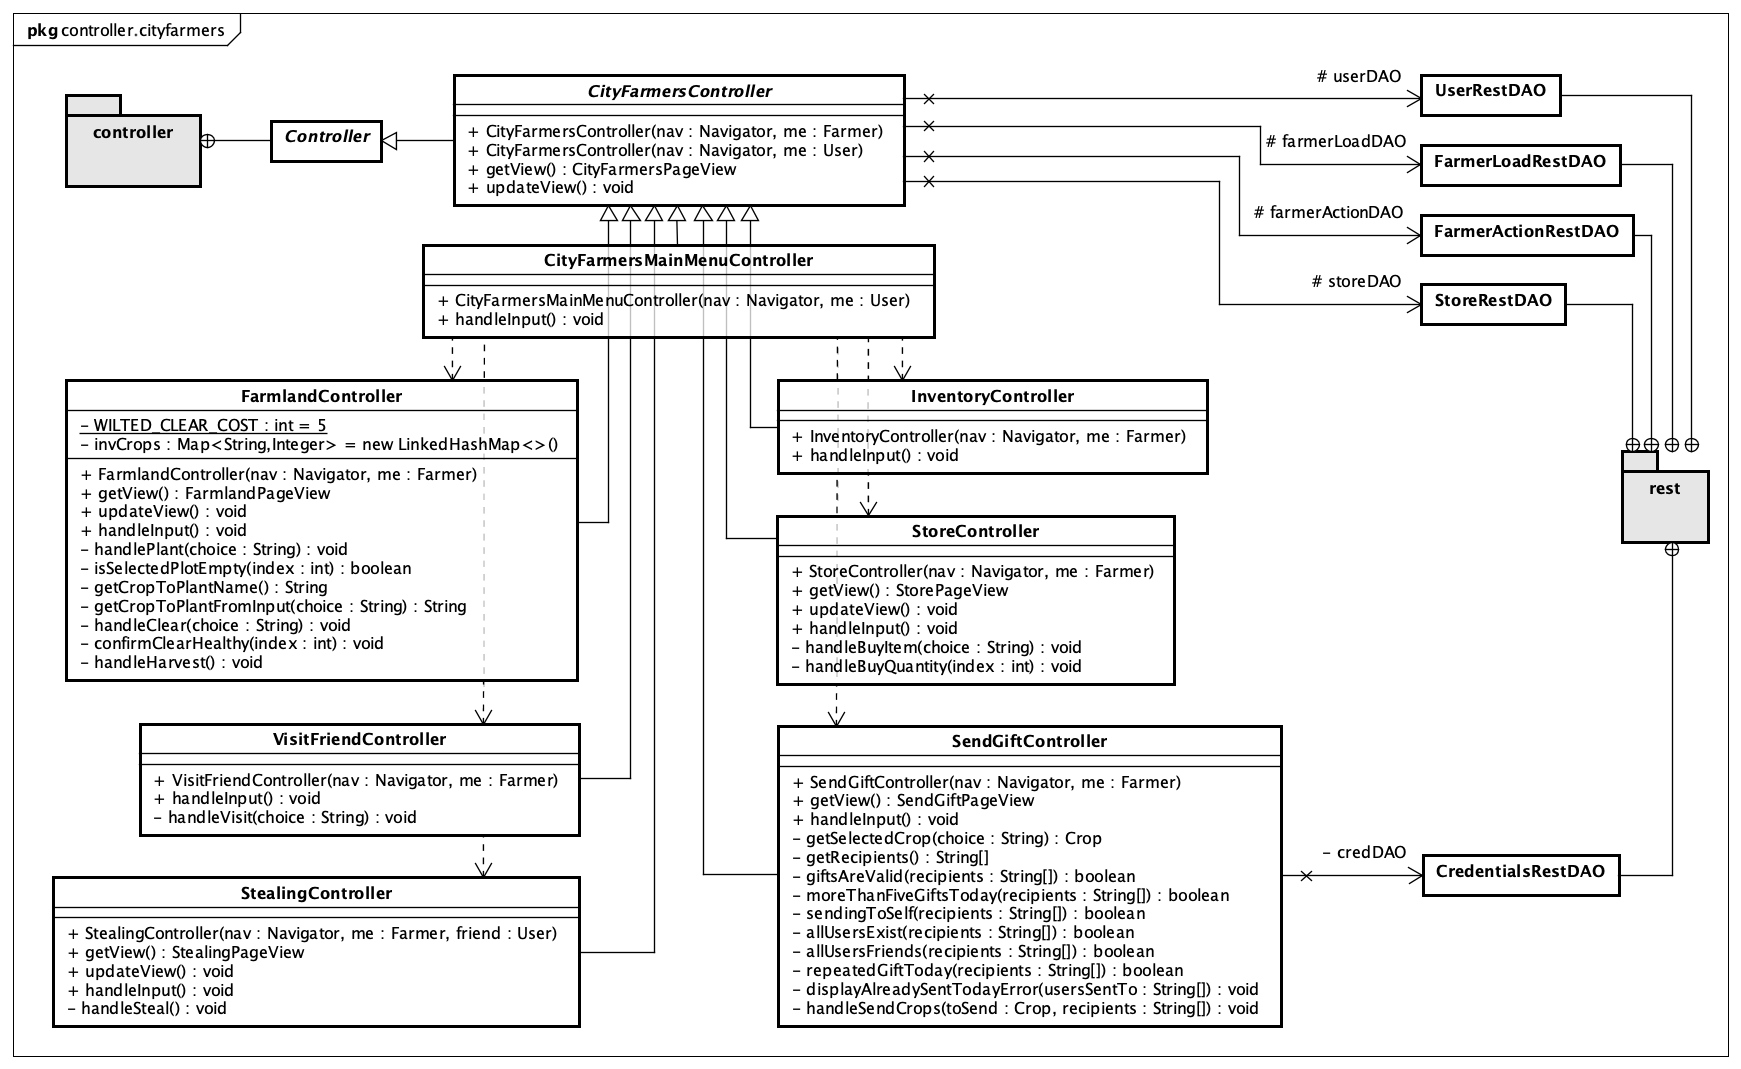 pkg controller.cityfarmers
controller
Controller
CityFarmersController
+ CityFarmersController(nav : Navigator, me : Farmer)
+ CityFarmersController(nav : Navigator, me : User)
+ getView() : CityFarmersPageView
+ updateView() : void
# userDAO
UserRestDAO
# farmerLoadDAO
FarmerLoadRestDAO
# farmerActionDAO
FarmerActionRestDAO
# storeDAO
StoreRestDAO
CityFarmersMainMenuController
+ CityFarmersMainMenuController(nav : Navigator, me : User)
+ handleInput() : void
FarmlandController
- WILTED_CLEAR_COST : int = 5
- invCrops : Map<String,Integer> = new LinkedHashMap<>()
+ FarmlandController(nav : Navigator, me : Farmer)
+ getView() : FarmlandPageView
+ updateView() : void
+ handleInput() : void
- handlePlant(choice : String) : void
- isSelectedPlotEmpty(index : int) : boolean
- getCropToPlantName() : String
- getCropToPlantFromInput(choice : String) : String
- handleClear(choice : String) : void
- confirmClearHealthy(index : int) : void
- handleHarvest() : void
InventoryController
+ InventoryController(nav : Navigator, me : Farmer)
+ handleInput() : void
rest
StoreController
+ StoreController(nav : Navigator, me : Farmer)
+ getView() : StorePageView
+ updateView() : void
+ handleInput() : void
- handleBuyItem(choice : String) : void
- handleBuyQuantity(index : int) : void
VisitFriendController
+ VisitFriendController(nav : Navigator, me : Farmer)
+ handleInput() : void
- handleVisit(choice : String) : void
SendGiftController
+ SendGiftController(nav : Navigator, me : Farmer)
+ getView() : SendGiftPageView
+ handleInput() : void
- getSelectedCrop(choice : String) : Crop
- getRecipients() : String[]
- giftsAreValid(recipients : String[]) : boolean
- moreThanFiveGiftsToday(recipients : String[]) : boolean
- sendingToSelf(recipients : String[]) : boolean
- allUsersExist(recipients : String[]) : boolean
- allUsersFriends(recipients : String[]) : boolean
- repeatedGiftToday(recipients : String[]) : boolean
- displayAlreadySentTodayError(usersSentTo : String[]) : void
- handleSendCrops(toSend : Crop, recipients : String[]) : void
- credDAO
CredentialsRestDAO
StealingController
+ StealingController(nav : Navigator, me : Farmer, friend : User)
+ getView() : StealingPageView
+ updateView() : void
+ handleInput() : void
- handleSteal() : void